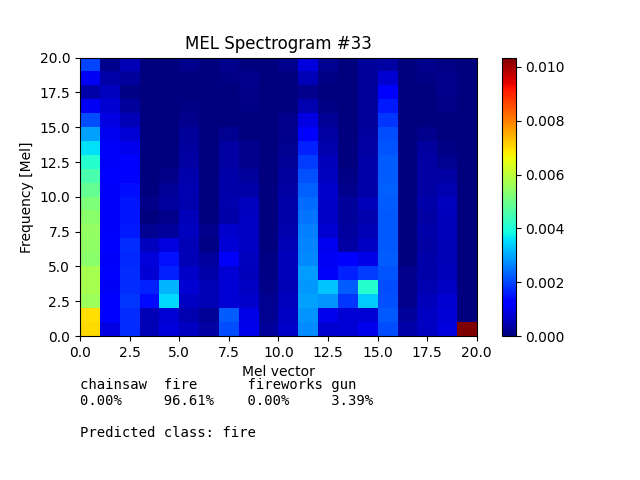 MEL Spectrogram #33
Frequency [Mel]
20.0
17.5
15.0
12.5
10.0
7.5
5.0
2.5
0.0
0.0 2.5 5.0 7.5 10.0 12.5 15.0 17.5 20.0
Mel vector
0.010
0.008
0.006
0.004
0.002
0.000
chainsaw fire fireworks gun
0.00% 96.61% 0.00% 3.39%
Predicted class: fire